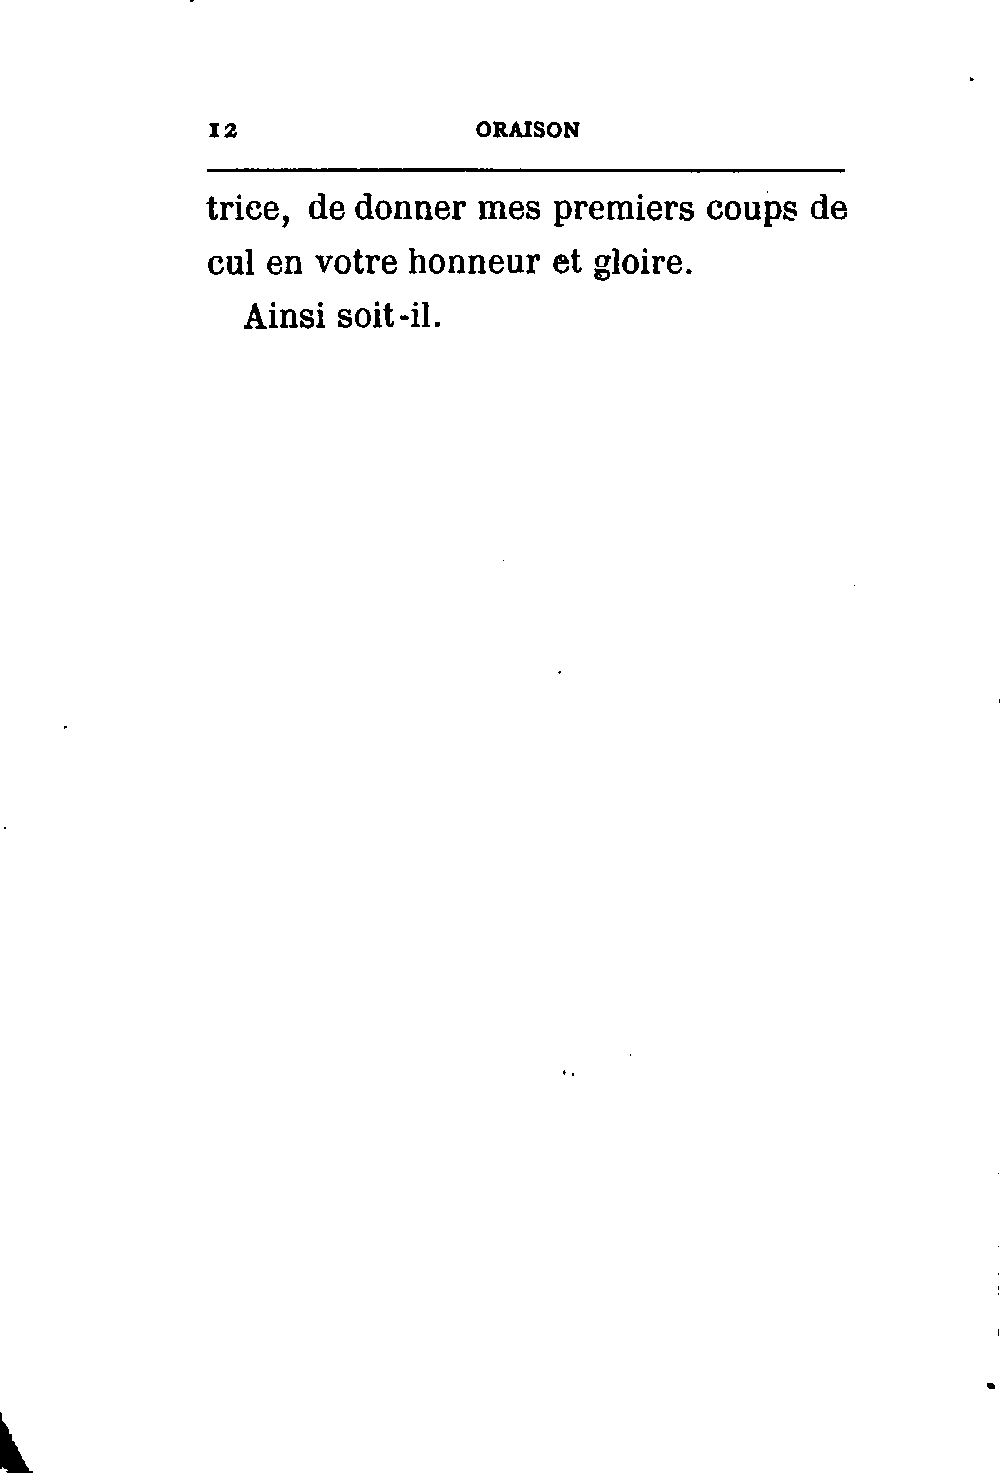 12 ORAISON
trice, de donner mes premiers coups de
cul en votre honneur et gloire.
Ainsi soit-il.